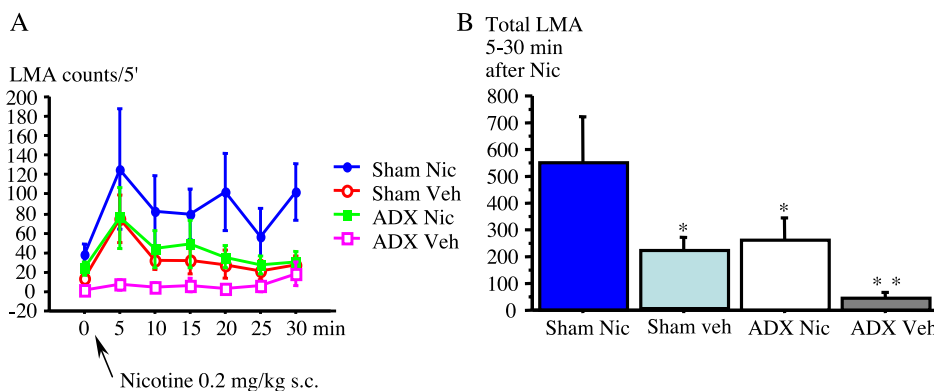 A
LMA counts/5'
200
180
160
140
120
100
80
60
40
20
0
-20
0 5 10 15 20 25 30 min
Nicotine 0.2 mg/kg s.c.
Sham Nic
Sham Veh
ADX Nic
ADX Veh
B Total LMA
5-30 min
after Nic
800
700
600
500
400
300
200
100
0
*
*
* *
Sham Nic Sham veh ADX Nic ADX Veh